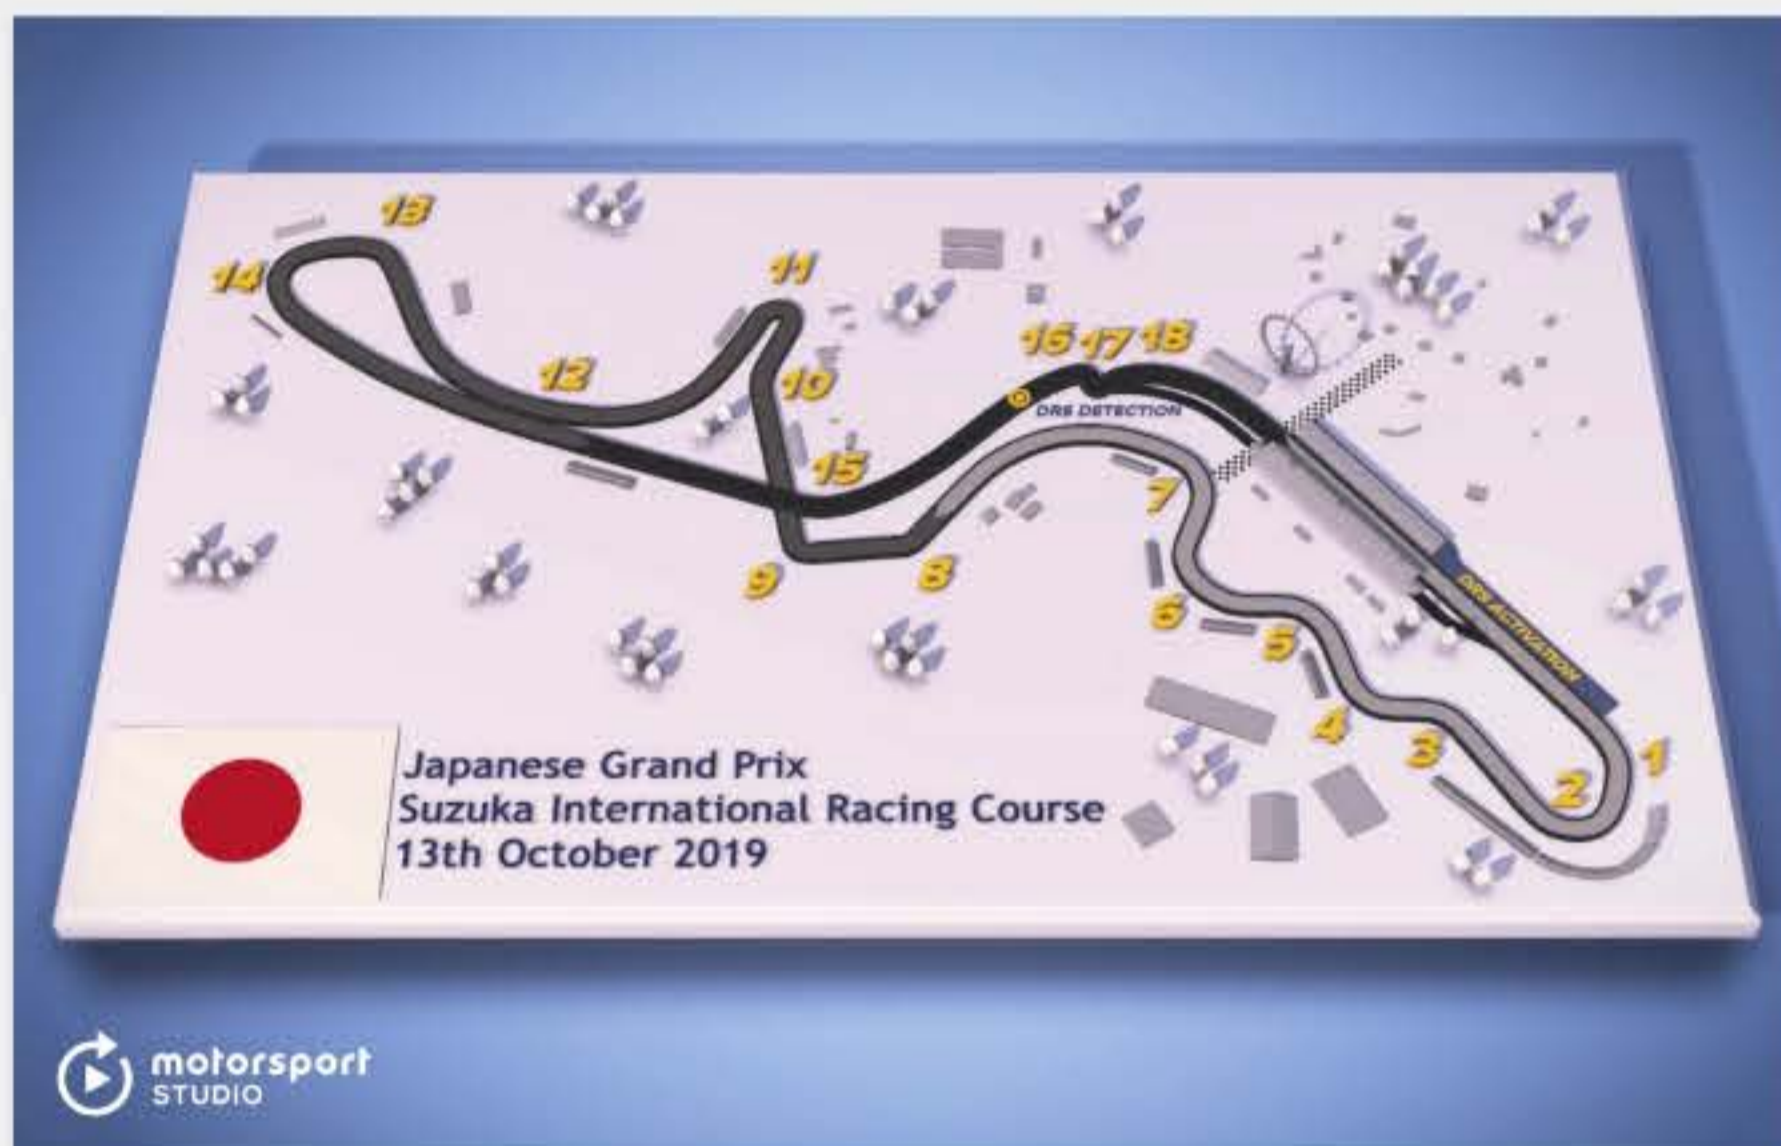 13
14
11
12
10
16 17 18
DRS DETECTION
15
7
9
8
6
5
4
3
2
1
DRS ACTIVATION
Japanese Grand Prix
Suzuka International Racing Course
13th October 2019
motorsport
STUDIO